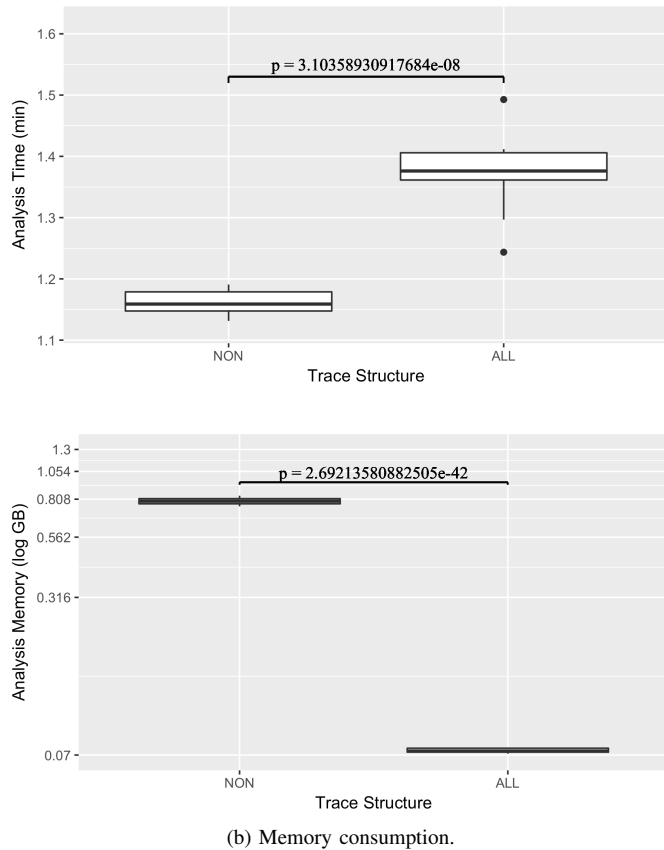 1.6
p = 3.10358930917684e-08
1.5
1.4
1.3
1.2
1.1
Analysis Time (min)
NON ALL
Trace Structure
1.3
1.054
p = 2.69213580882505e-42
0.808
0.562
0.316
0.07
Analysis Memory (log GB)
NON ALL
Trace Structure
(b) Memory consumption.